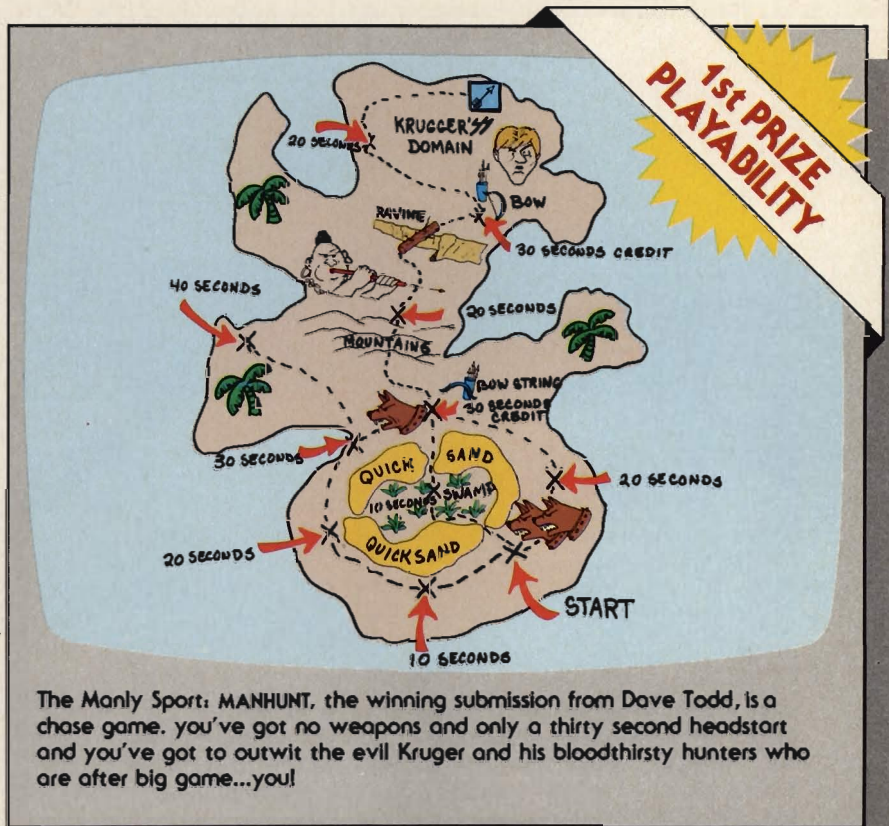 1st PRIZE
PLAYABILITY
20 SECONDS
KRUGGER'S
DOMAIN
BOW
RAVINE
30 SECONDS CREDIT
40 SECONDS
20 SECONDS
MOUNTAINS
BOW STRING
30 SECONDS
CREDIT
30 SECONDS
QUICK
SAND
20 SECONDS
10 SECONDS
SWAMP
20 SECONDS
QUICKSAND
START
10 SECONDS
The Manly Sport: MANHUNT, the winning submission from Dave Todd, is a
chase game. you've got no weapons and only a thirty second headstart
and you've got to outwit the evil Kruger and his bloodthirsty hunters who
are after big game...you!